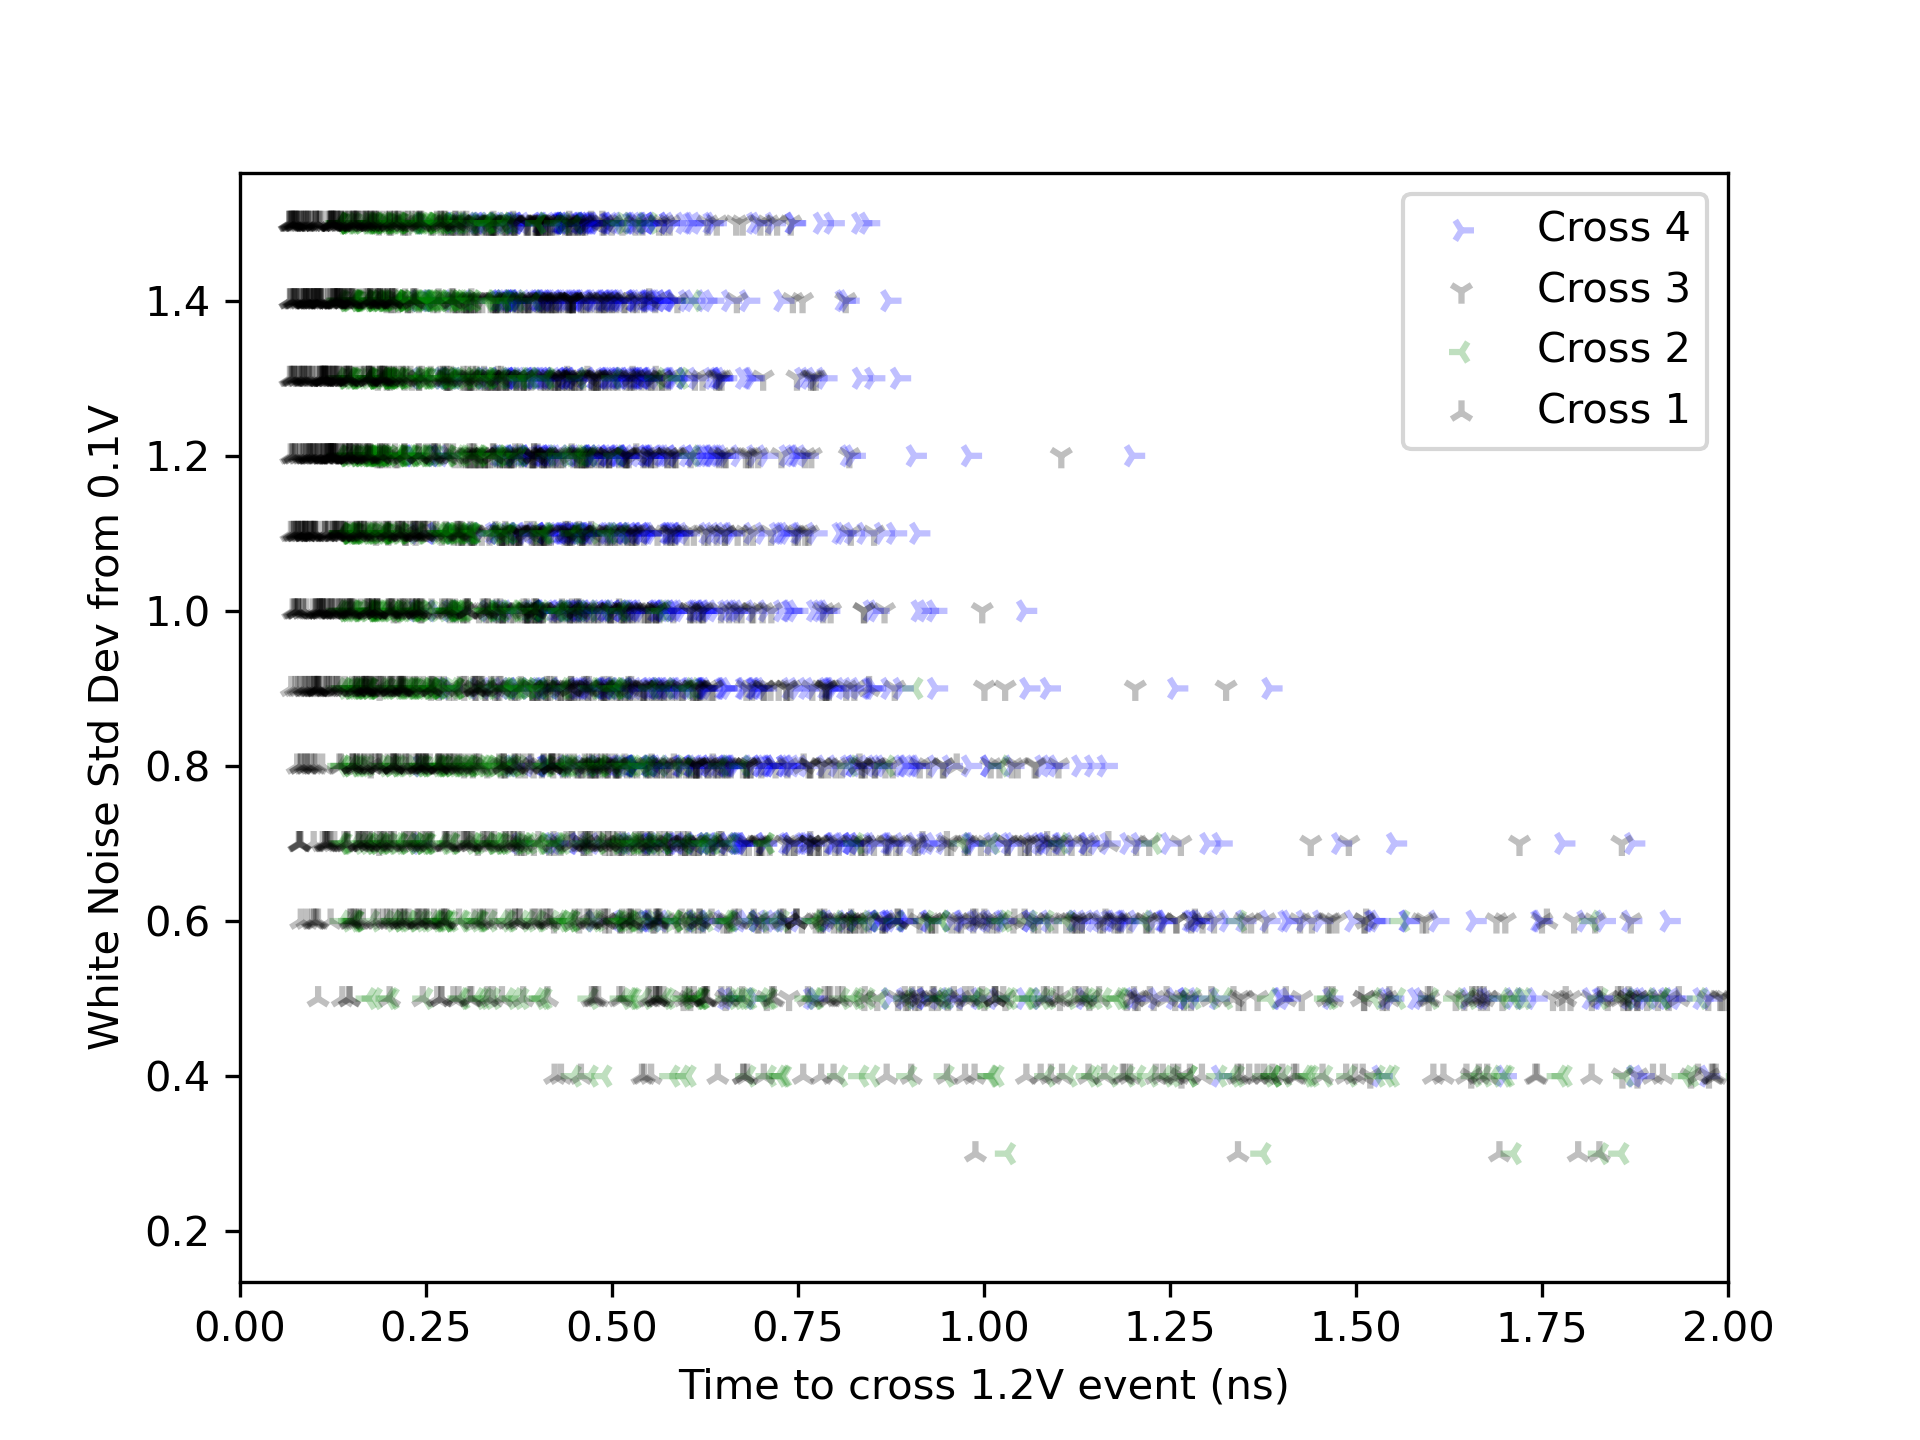 Cross 4
Cross 3
Cross 2
Cross 1
White Noise Std Dev from 0.1V
1.4
1.2
1.0
0.8
0.6
0.4
0.2
0.00 0.25 0.50 0.75 1.00 1.25 1.50 1.75 2.00
Time to cross 1.2V event (ns)